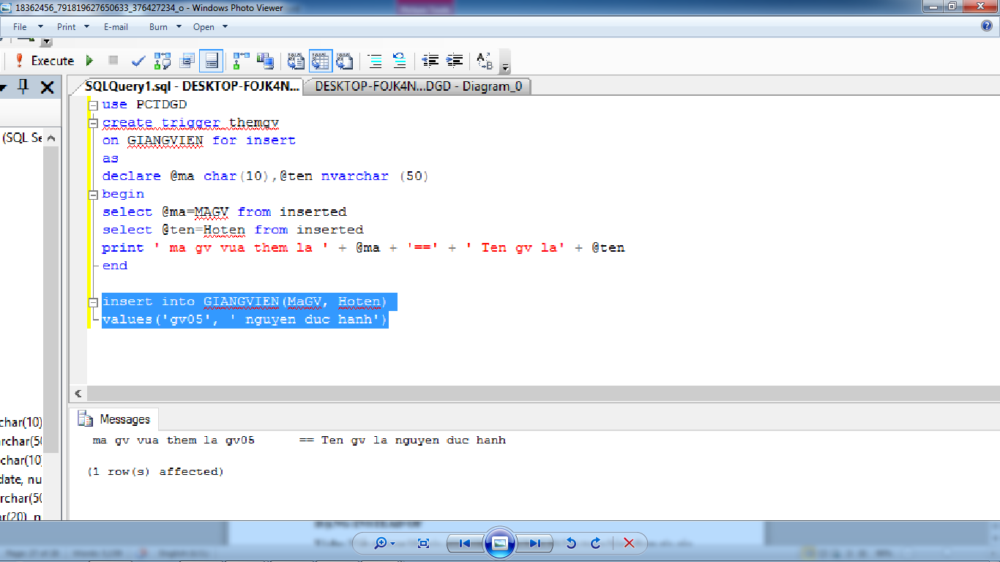 18362456_791819627650633_376427234_o - Windows Photo Viewer
File Print E-mail Burn Open
Execute
SQLQuery1.sql - DESKTOP-FOJK4N... DESKTOP-FOJK4N...DGD - Diagram_0
use PCTDGD
create trigger themgv
(SQL Se
on GIANGVIEN for insert
as
declare @ma char(10),@ten nvarchar (50)
begin
select @ma=MAGV from inserted
select @ten=Hoten from inserted
print ' ma gv vua them la ' + @ma + '==' + ' Ten gv la' + @ten
end
insert into GIANGVIEN(MaGV, Hoten)
values('gv05', ' nguyen duc hanh')
Messages
char(10)
ma gv vua them la gv05 == Ten gv la nguyen duc hanh
rchar(50
char(10)
(1 row(s) affected)
date, nu
rchar(50
ar(20), n